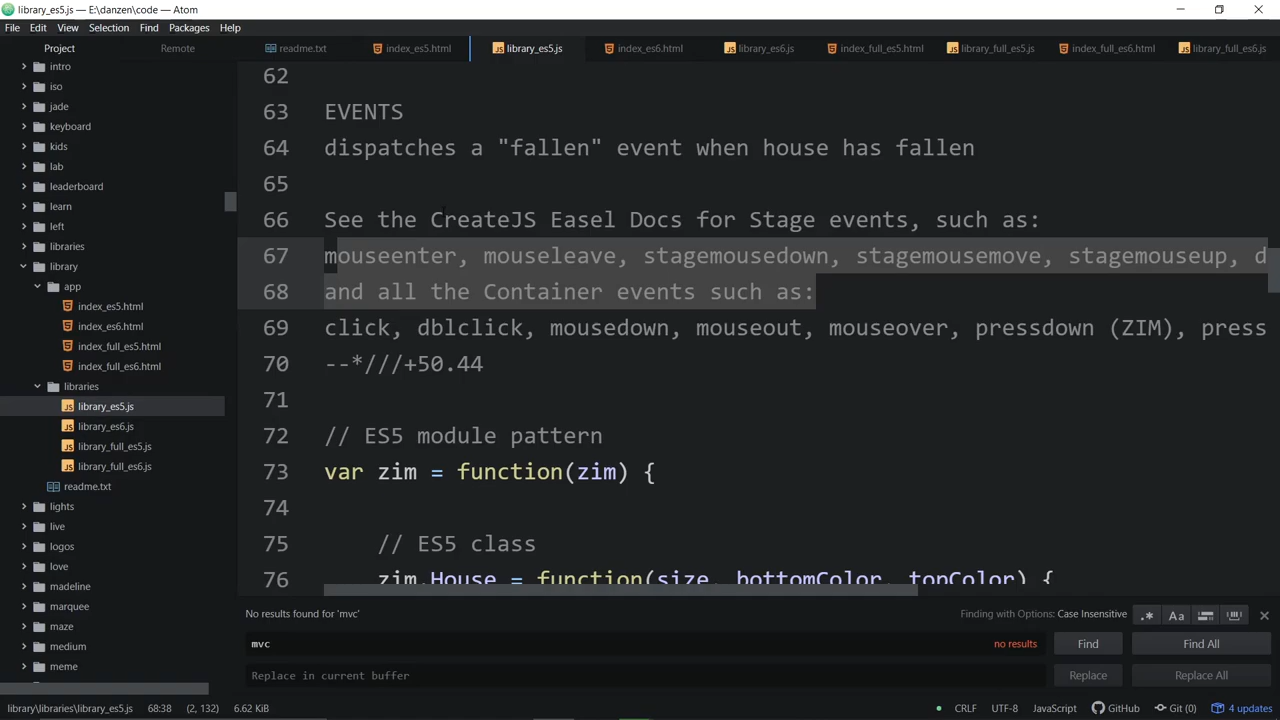 library_es5.js — E:\danzen\code — Atom
File Edit View Selection Find Packages Help
Project Remote
readme.txt index_es5.html library_es5.js index_es6.html library_es6.js index_full_es5.html library_full_es5.js index_full_es6.html library_full_es6.js
intro
iso
jade
keyboard
kids
lab
leaderboard
learn
left
libraries
library
app
index_es5.html
index_es6.html
index_full_es5.html
index_full_es6.html
libraries
library_es5.js
library_es6.js
library_full_es5.js
library_full_es6.js
readme.txt
lights
live
logos
love
madeline
marquee
maze
medium
meme
62
63 EVENTS
64 dispatches a "fallen" event when house has fallen
65
66 See the CreateJS Easel Docs for Stage events, such as:
67 mouseenter, mouseleave, stagemousedown, stagemousemove, stagemouseup, d
68 and all the Container events such as:
69 click, dblclick, mousedown, mouseout, mouseover, pressdown (ZIM), press
70 --*///+50.44
71
72 // ES5 module pattern
73 var zim = function(zim) {
74
75 // ES5 class
76 zim.House = function(size, bottomColor, topColor) {
No results found for 'mvc' Finding with Options: Case Insensitive .* Aa
mvc no results Find Find All
Replace in current buffer Replace Replace All
library\libraries\library_es5.js 68:38 (2, 132) 6.62 KiB CRLF UTF-8 JavaScript GitHub Git (0) 4 updates